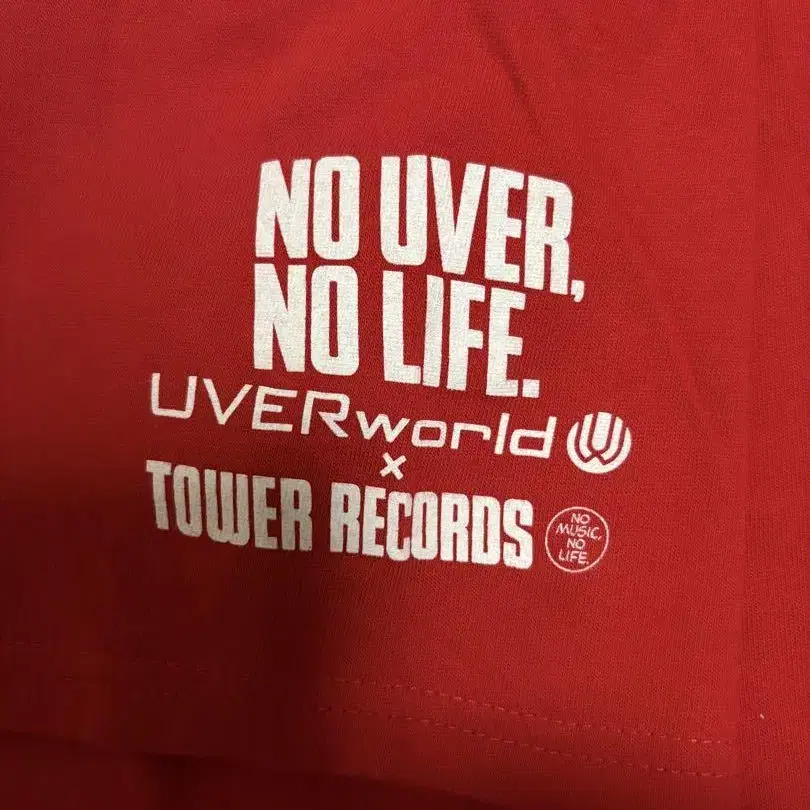 NO UVER,
NO LIFE.
UVERworld
×
TOWER RECORDS
NO
MUSIC,
NO
LIFE.